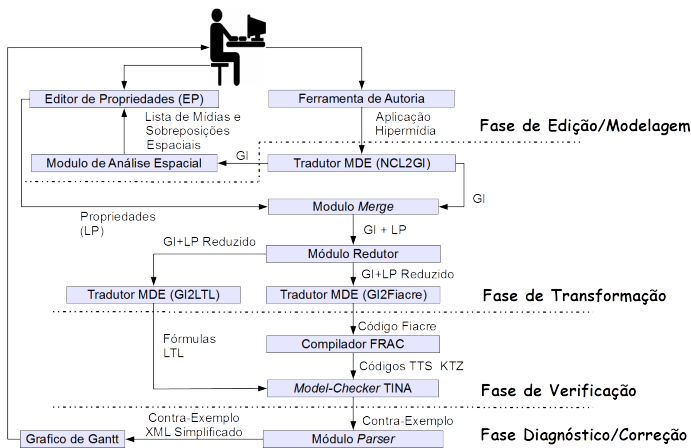 Editor de Propriedades (EP)
Ferramenta de Autoria
Lista de Mídias e
Sobreposições
Espaciais
Aplicação
Hipermídia
Fase de Edição/Modelagem
Modulo de Análise Espacial
GI
Tradutor MDE (NCL2GI)
GI
Propriedades
(LP)
Modulo Merge
GI + LP
GI+LP Reduzido
Módulo Redutor
GI+LP Reduzido
Tradutor MDE (GI2LTL)
Tradutor MDE (GI2Fiacre)
Fase de Transformação
Código Fiacre
Fórmulas
LTL
Compilador FRAC
Códigos TTS KTZ
Model-Checker TINA
Fase de Verificação
Contra-Exemplo
XML Simplificado
Contra-Exemplo
Grafico de Gantt
Módulo Parser
Fase Diagnóstico/Correção